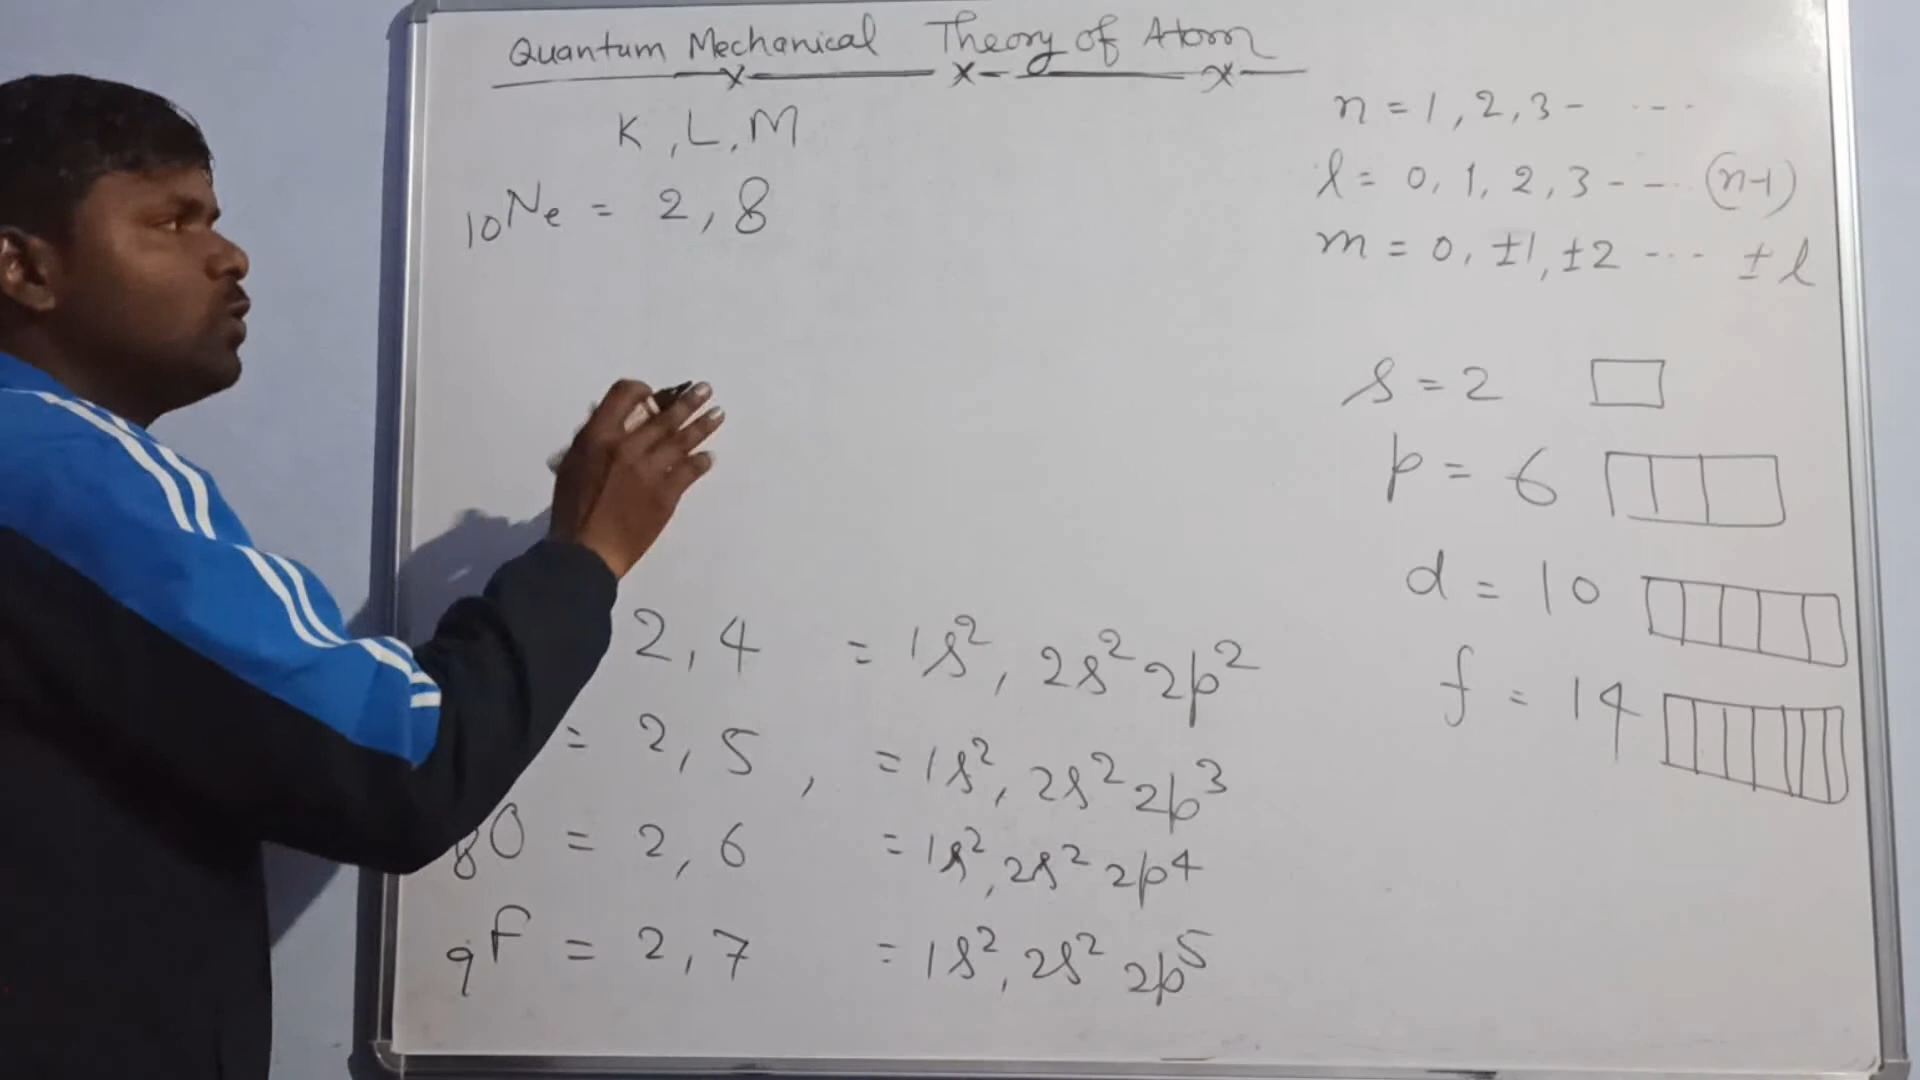 Quantum Mechanical Theory of Atom
K, L, M
₁₀Ne = 2, 8
2, 4 = 1s², 2s² 2p²
= 2, 5, = 1s², 2s² 2p³
₈O = 2, 6 = 1s², 2s² 2p⁴
₉F = 2, 7 = 1s², 2s² 2p⁵
n = 1, 2, 3 - - - -
l = 0, 1, 2, 3 - - - (n-1)
m = 0, ±1, ±2 - - - ± l
s = 2
p = 6
d = 10
f = 14